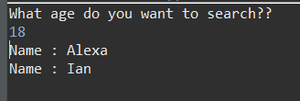 What age do you want to search??
18
Name : Alexa
Name : Ian